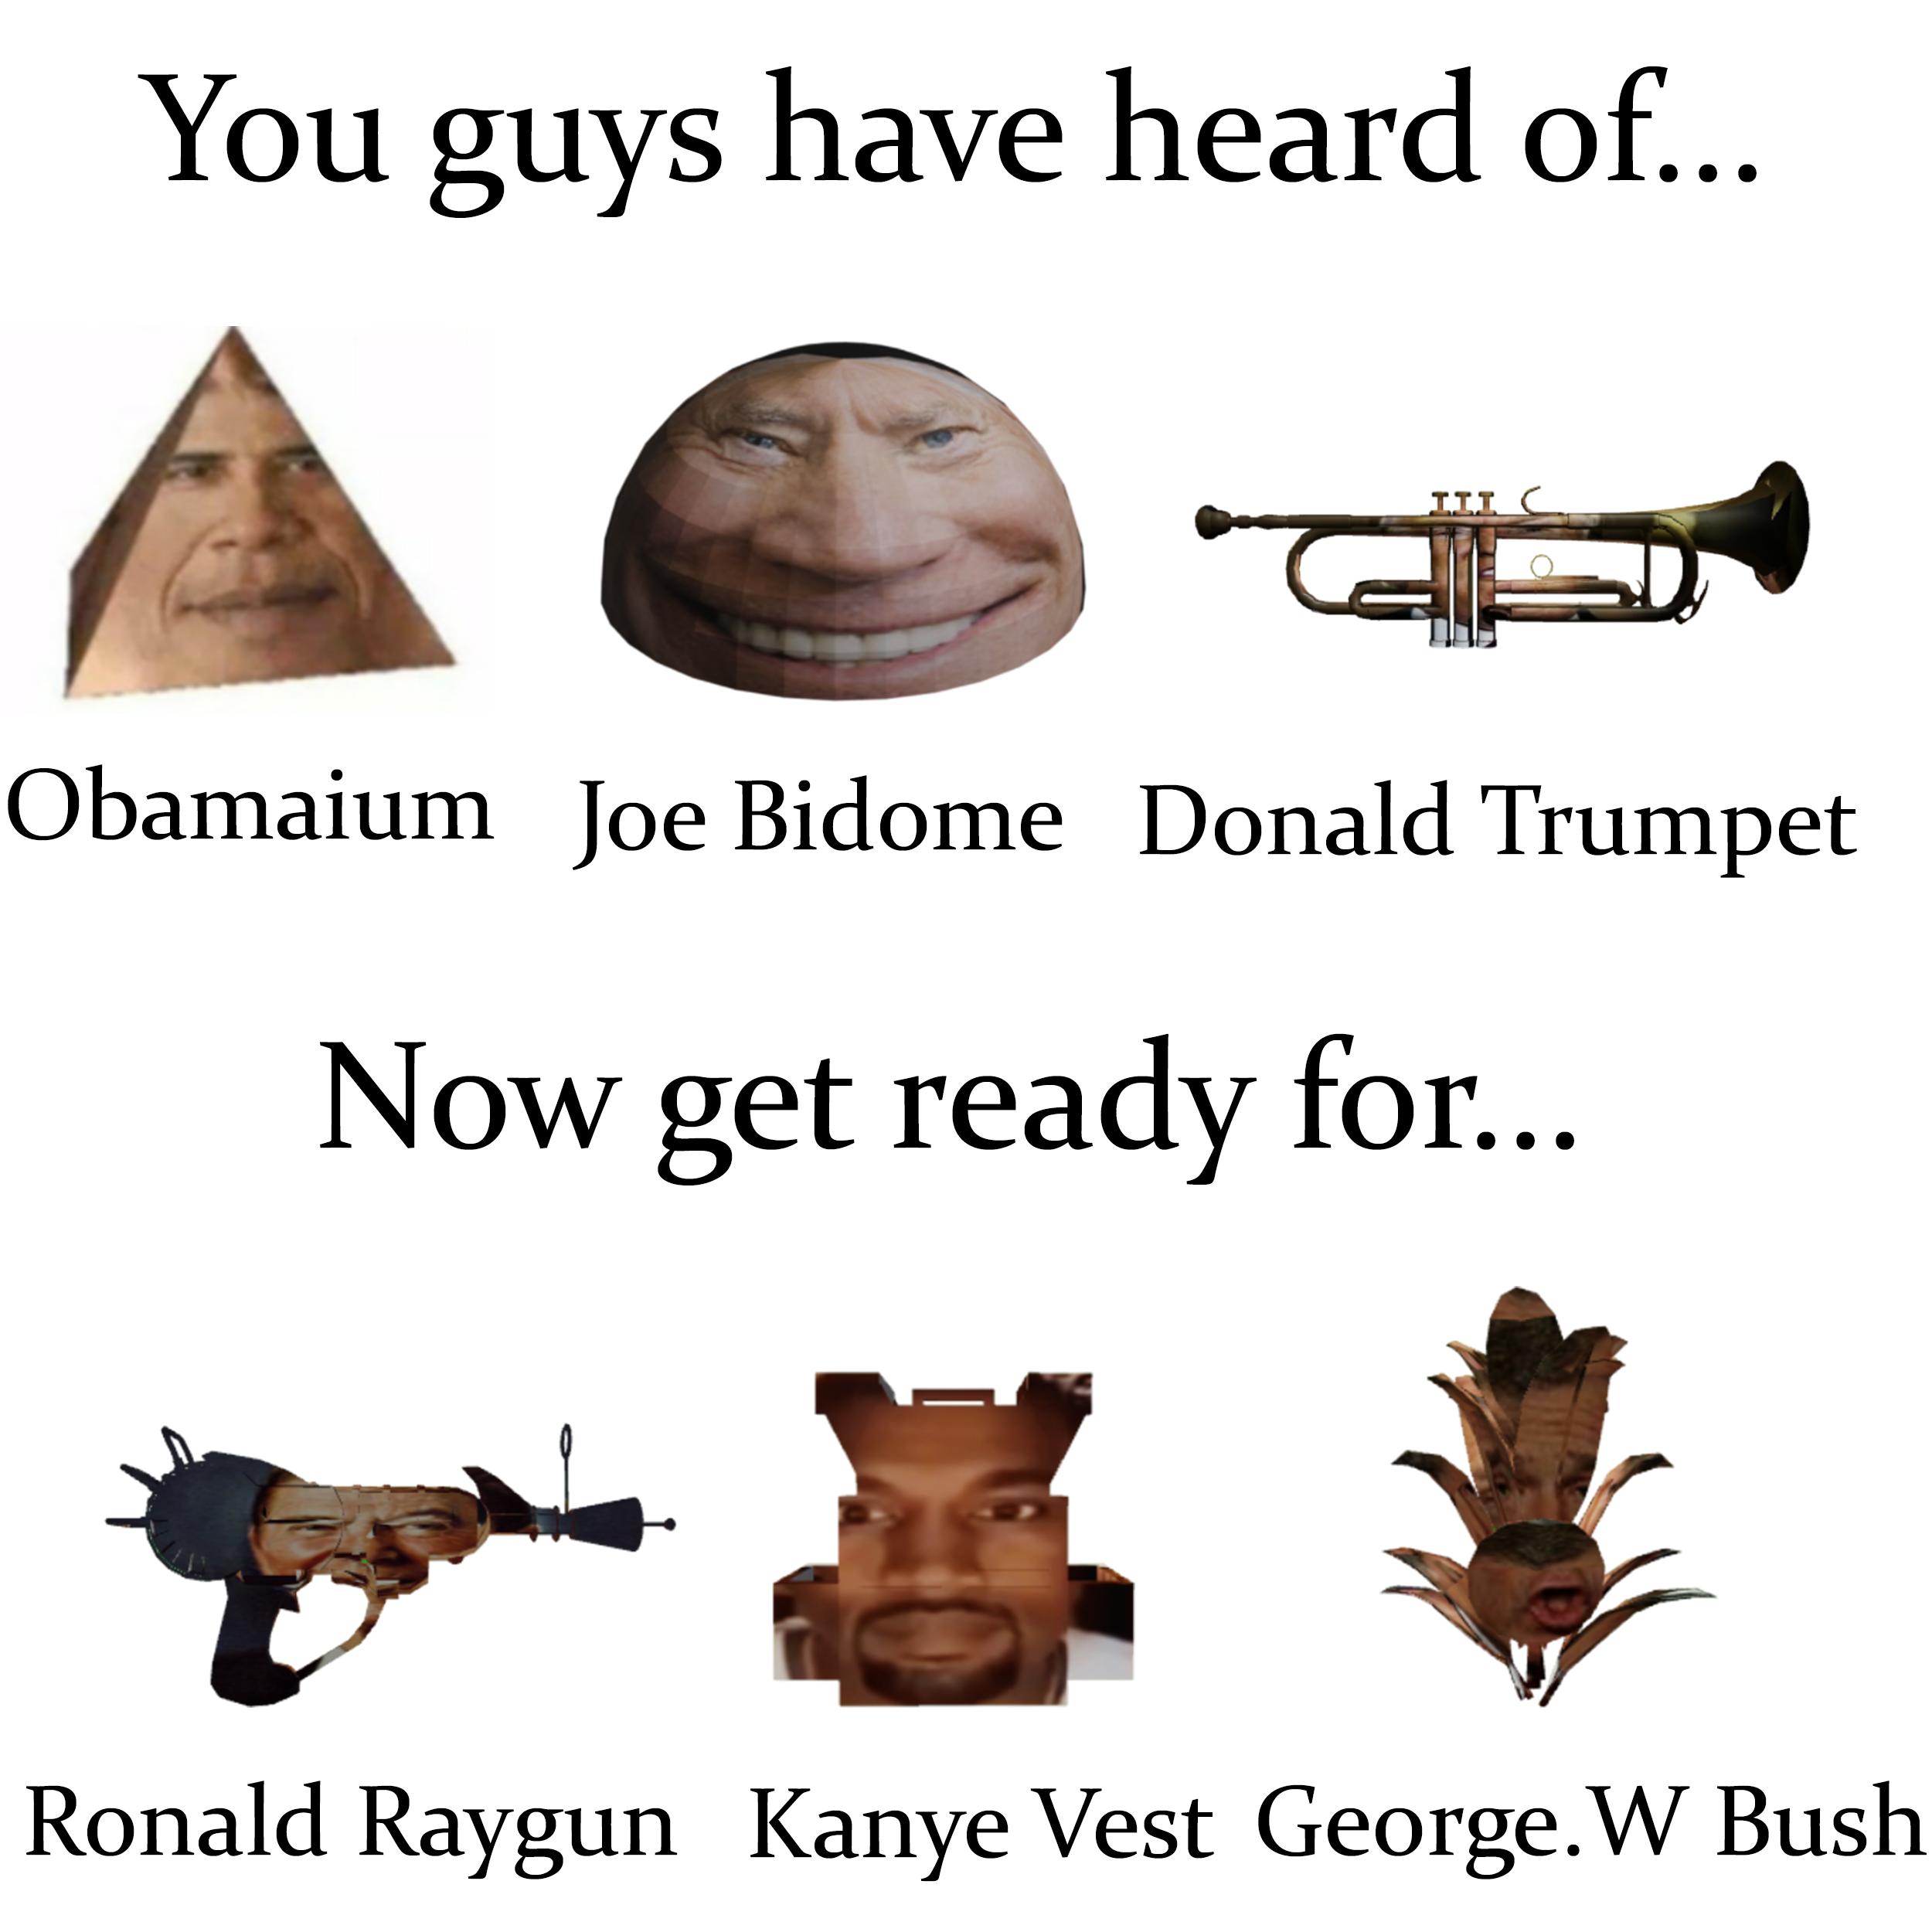 You guys have heard of...
Obamaium Joe Bidome Donald Trumpet
Now get ready for...
Ronald Raygun Kanye Vest George.W Bush